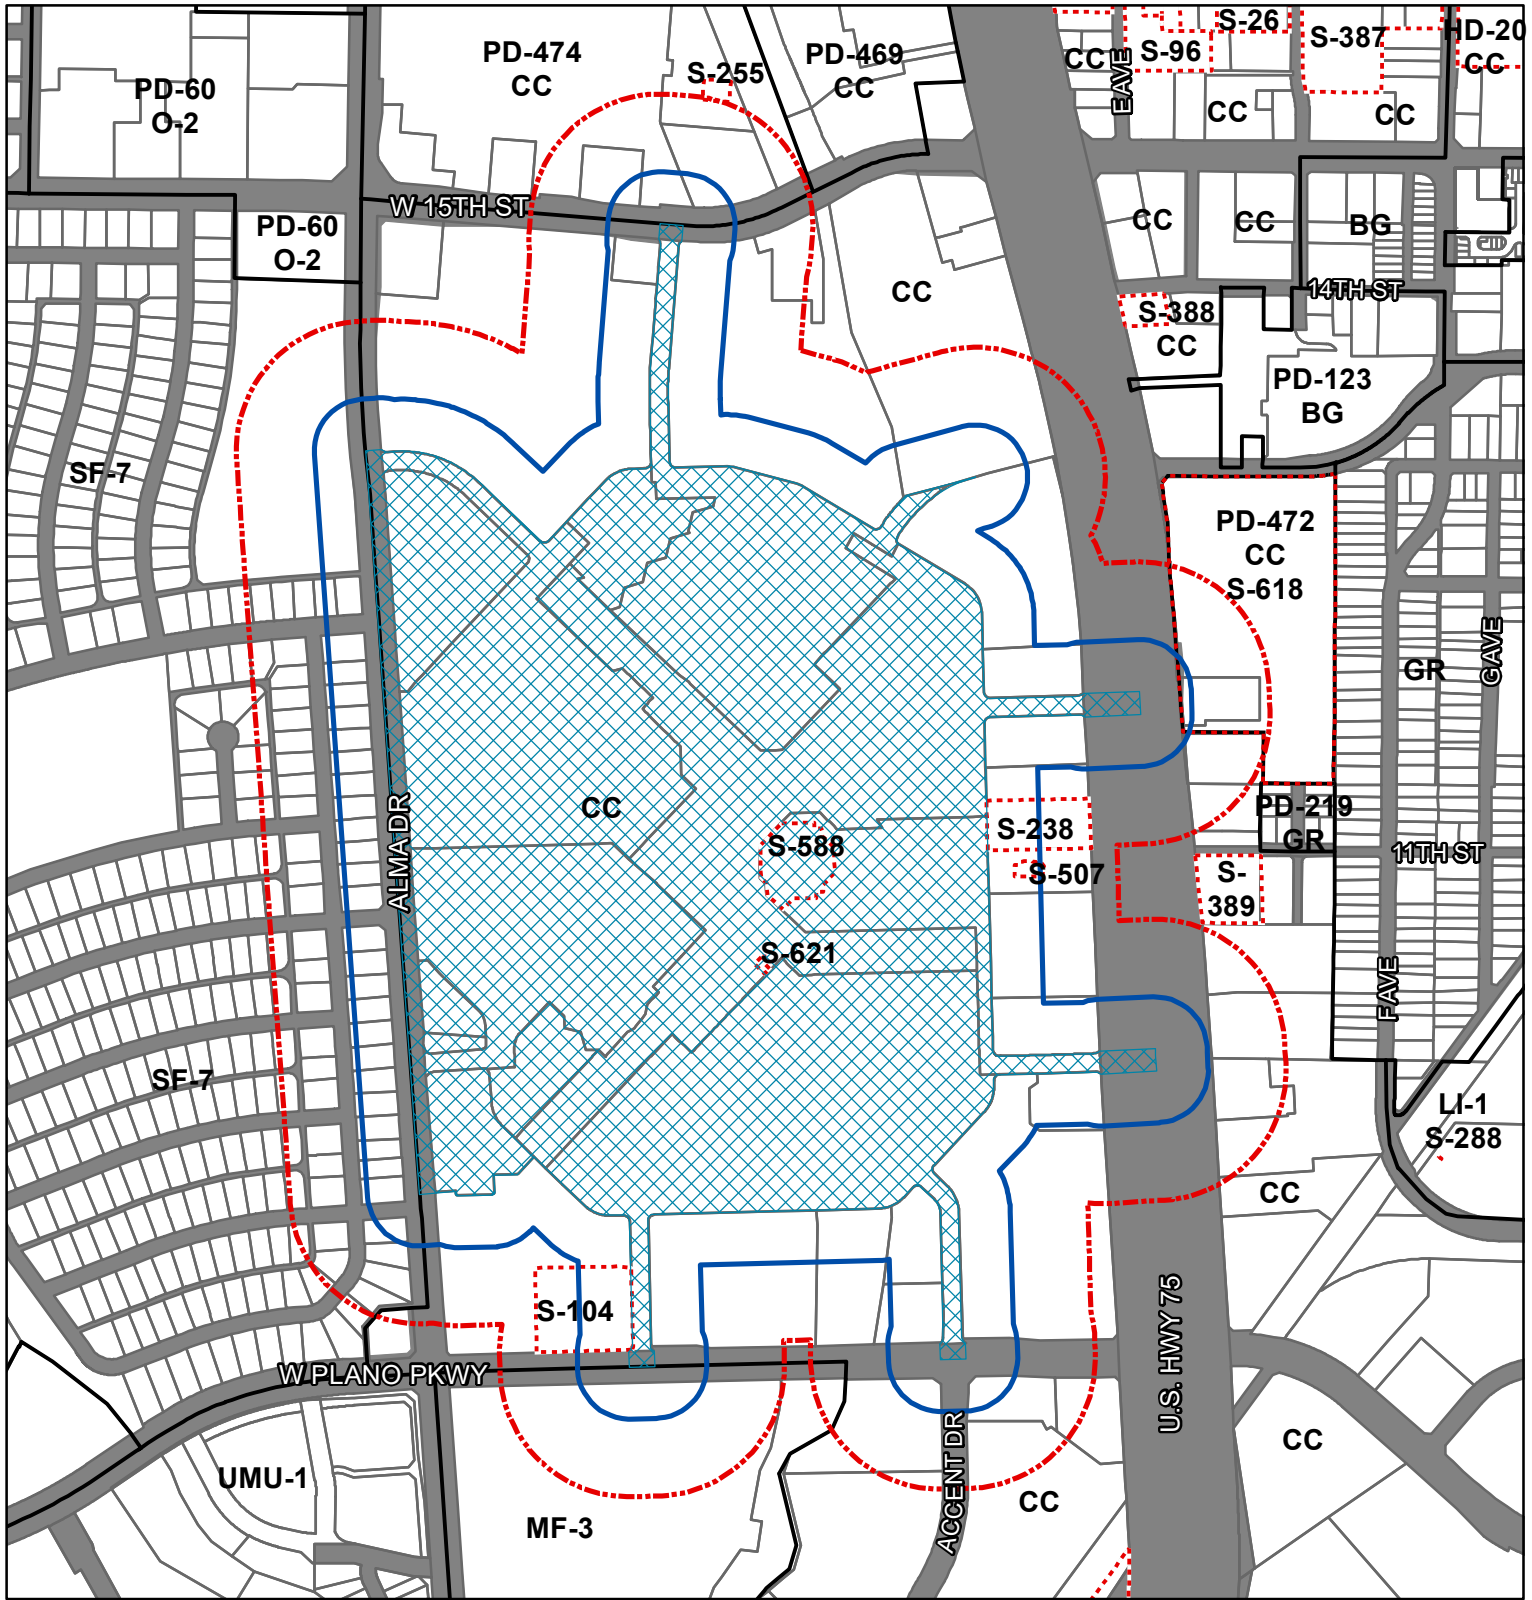 S-26
HD-20
CC
S-387
S-96
CC
E AVE
CC
CC
PD-474
CC
S-255
PD-469
CC
PD-60
O-2
W 15TH ST
PD-60
O-2
CC
CC
CC
BG
14TH ST
S-388
CC
PD-123
BG
SF-7
PD-472
CC
S-618
GR
G AVE
CC
ALMA DR
S-588
S-238
S-507
PD-219
GR
11TH ST
S-
389
S-621
F AVE
SF-7
LI-1
S-288
CC
S-104
W PLANO PKWY
U.S. HWY 75
ACCENT DR
UMU-1
MF-3
CC
CC